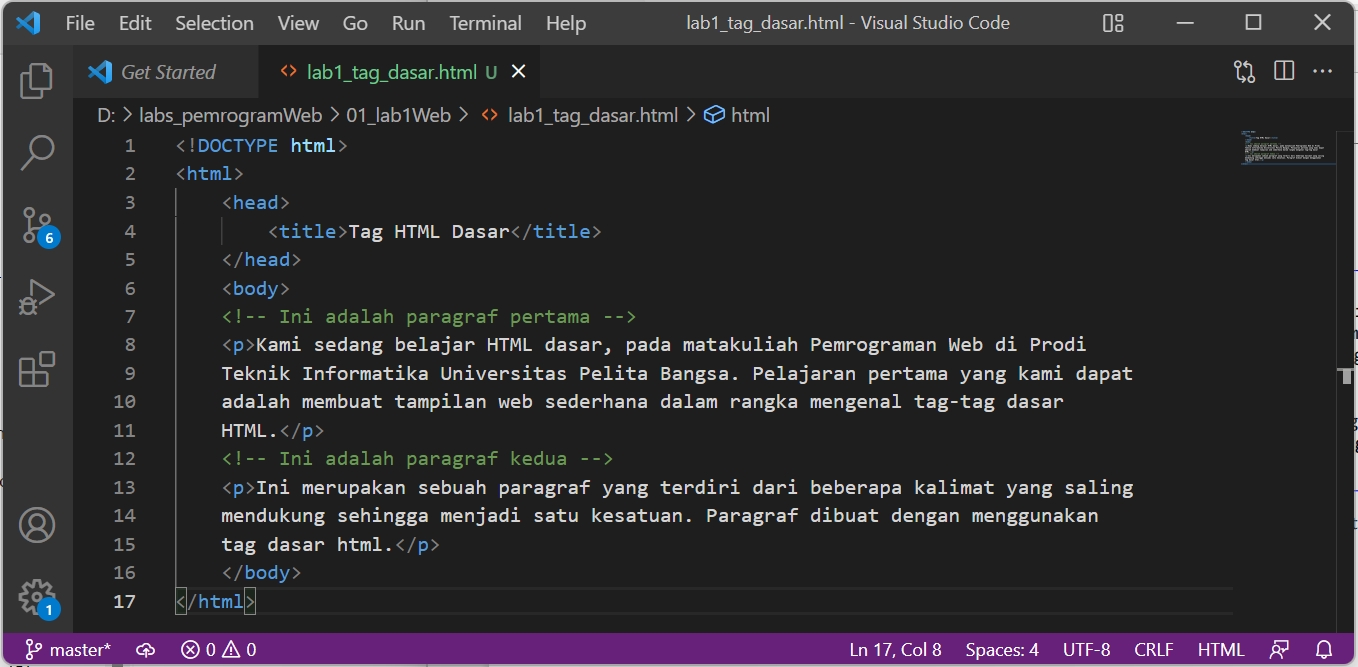 File Edit Selection View Go Run Terminal Help lab1_tag_dasar.html - Visual Studio Code
Get Started lab1_tag_dasar.html U
D: > labs_pemrogramWeb > 01_lab1Web > <> lab1_tag_dasar.html > html
1 <!DOCTYPE html>
2 <html>
3 <head>
4 <title>Tag HTML Dasar</title>
5 </head>
6 <body>
7 <!-- Ini adalah paragraf pertama -->
8 <p>Kami sedang belajar HTML dasar, pada matakuliah Pemrograman Web di Prodi
9 Teknik Informatika Universitas Pelita Bangsa. Pelajaran pertama yang kami dapat
10 adalah membuat tampilan web sederhana dalam rangka mengenal tag-tag dasar
11 HTML.</p>
12 <!-- Ini adalah paragraf kedua -->
13 <p>Ini merupakan sebuah paragraf yang terdiri dari beberapa kalimat yang saling
14 mendukung sehingga menjadi satu kesatuan. Paragraf dibuat dengan menggunakan
15 tag dasar html.</p>
16 </body>
17 </html>
6
1
master* 0 0 Ln 17, Col 8 Spaces: 4 UTF-8 CRLF HTML